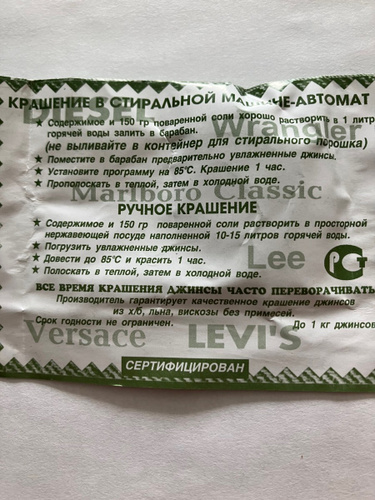 DIESEL
КРАШЕНИЕ В СТИРАЛЬНОЙ МАШИНЕ-АВТОМАТ
★ Содержимое и 150 гр поваренной соли хорошо растворить в 1 литр
горячей воды залить в барабан.
Wrangler
(не выливайте в контейнер для стирального порошка)
★ Поместите в барабан предварительно увлажненные джинсы.
★ Установите программу на 85°С. Крашение 1 час.
★ Прополоскать в теплой, затем в холодной воде.
Marlboro Classic
РУЧНОЕ КРАШЕНИЕ
★ Содержимое и 150 гр поваренной соли растворить в просторной
нержавеющей посуде наполненной 10-15 литров горячей воды.
★ Погрузить увлажненные джинсы.
★ Довести до 85°С и красить 1 час.
Lee
РСТ
★ Полоскать в теплой, затем в холодной воде.
ВСЕ ВРЕМЯ КРАШЕНИЯ ДЖИНСЫ ЧАСТО ПЕРЕВОРАЧИВАТЬ
Производитель гарантирует качественное крашение джинсов
из х/б, льна, вискозы без примесей.
Срок годности не ограничен.
До 1 кг джинсов
Versace
LEVI'S
СЕРТИФИЦИРОВАН